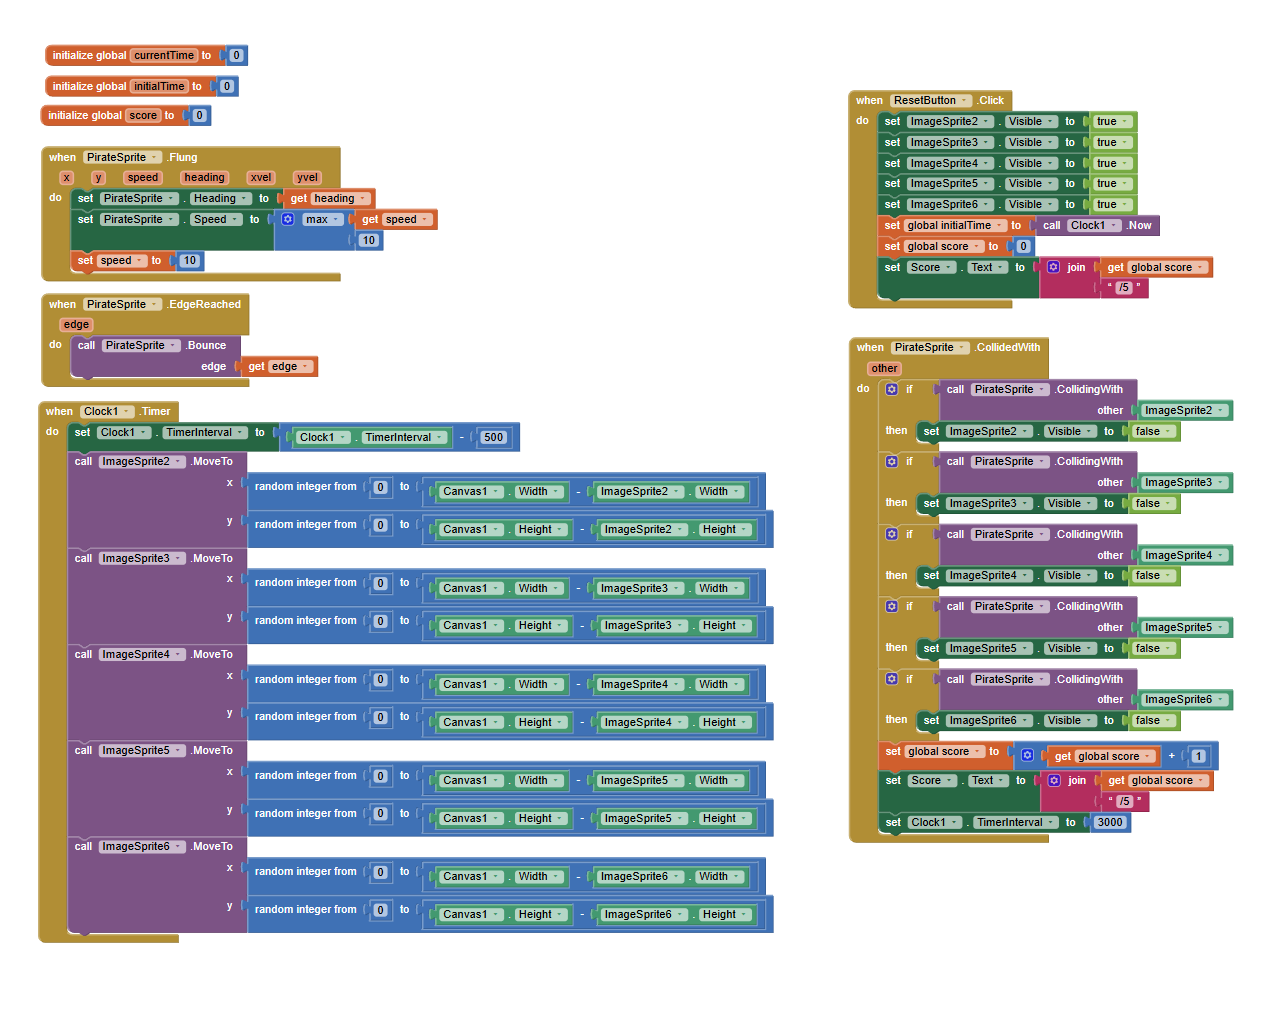 initialize global currentTime to 0
initialize global initialTime to 0
initialize global score to 0
when PirateSprite .Flung
x y speed heading xvel yvel
do set PirateSprite . Heading to get heading
set PirateSprite . Speed to max get speed
10
set speed to 10
when PirateSprite .EdgeReached
edge
do call PirateSprite .Bounce
edge get edge
when Clock1 .Timer
do set Clock1 . TimerInterval to Clock1 . TimerInterval - 500
call ImageSprite2 .MoveTo
x random integer from 0 to Canvas1 . Width - ImageSprite2 . Width
y random integer from 0 to Canvas1 . Height - ImageSprite2 . Height
call ImageSprite3 .MoveTo
x random integer from 0 to Canvas1 . Width - ImageSprite3 . Width
y random integer from 0 to Canvas1 . Height - ImageSprite3 . Height
call ImageSprite4 .MoveTo
x random integer from 0 to Canvas1 . Width - ImageSprite4 . Width
y random integer from 0 to Canvas1 . Height - ImageSprite4 . Height
call ImageSprite5 .MoveTo
x random integer from 0 to Canvas1 . Width - ImageSprite5 . Width
y random integer from 0 to Canvas1 . Height - ImageSprite5 . Height
call ImageSprite6 .MoveTo
x random integer from 0 to Canvas1 . Width - ImageSprite6 . Width
y random integer from 0 to Canvas1 . Height - ImageSprite6 . Height
when ResetButton .Click
do set ImageSprite2 . Visible to true
set ImageSprite3 . Visible to true
set ImageSprite4 . Visible to true
set ImageSprite5 . Visible to true
set ImageSprite6 . Visible to true
set global initialTime to call Clock1 .Now
set global score to 0
set Score . Text to join get global score
" /5 "
when PirateSprite .CollidedWith
other
do if call PirateSprite .CollidingWith
other ImageSprite2
then set ImageSprite2 . Visible to false
if call PirateSprite .CollidingWith
other ImageSprite3
then set ImageSprite3 . Visible to false
if call PirateSprite .CollidingWith
other ImageSprite4
then set ImageSprite4 . Visible to false
if call PirateSprite .CollidingWith
other ImageSprite5
then set ImageSprite5 . Visible to false
if call PirateSprite .CollidingWith
other ImageSprite6
then set ImageSprite6 . Visible to false
set global score to get global score + 1
set Score . Text to join get global score
" /5 "
set Clock1 . TimerInterval to 3000